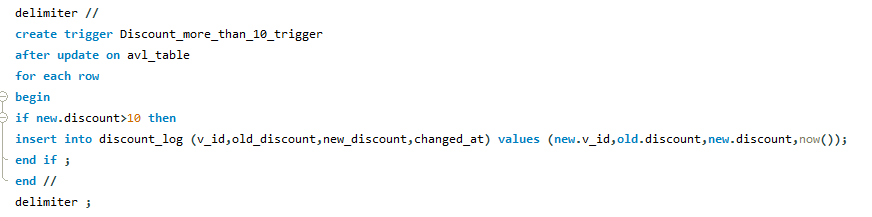 delimiter //
create trigger Discount_more_than_10_trigger
after update on avl_table
for each row
begin
if new.discount>10 then
insert into discount_log (v_id,old_discount,new_discount,changed_at) values (new.v_id,old.discount,new.discount,now());
end if ;
end //
delimiter ;